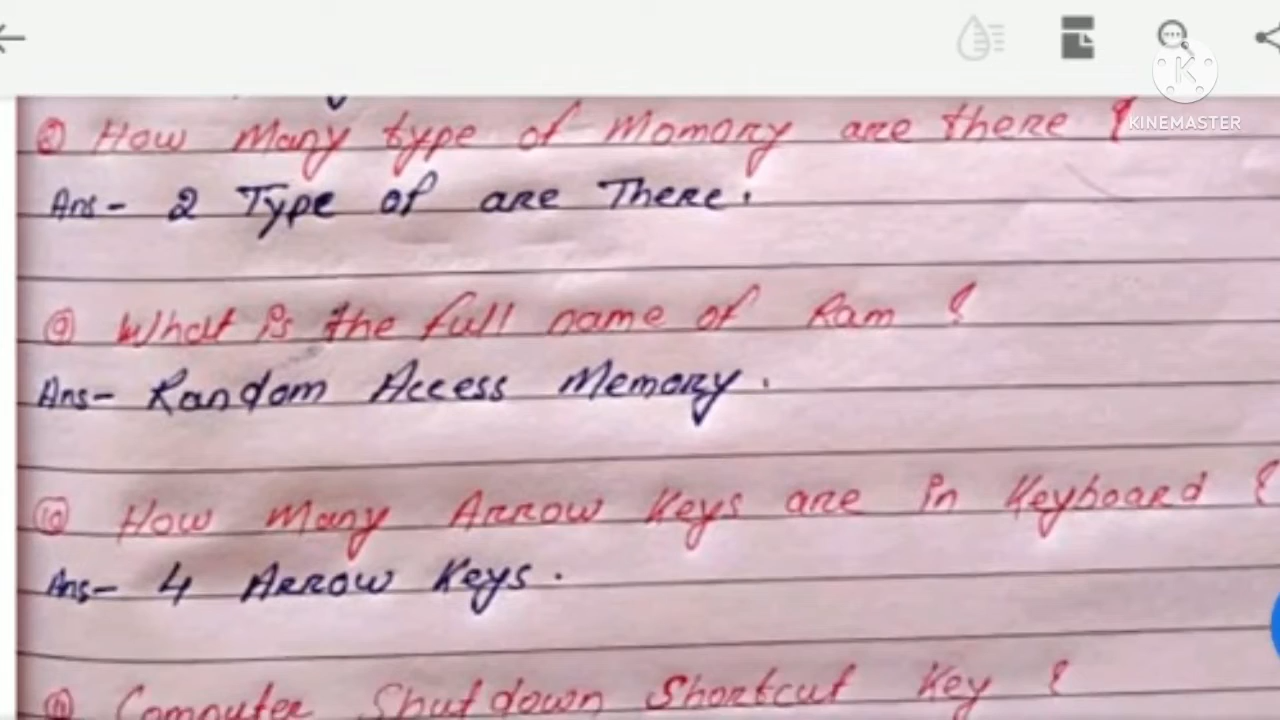 KINEMASTER
⑧ How Many type of Momory are there ?
Ans- 2 Type of are There.
⑨ What is the full name of Ram ?
Ans- Random Access Memory.
⑩ How Many Arrow Keys are in Keyboard ?
Ans- 4 Arrow Keys.
⑪ Computer Shutdown Shortcut Key ?